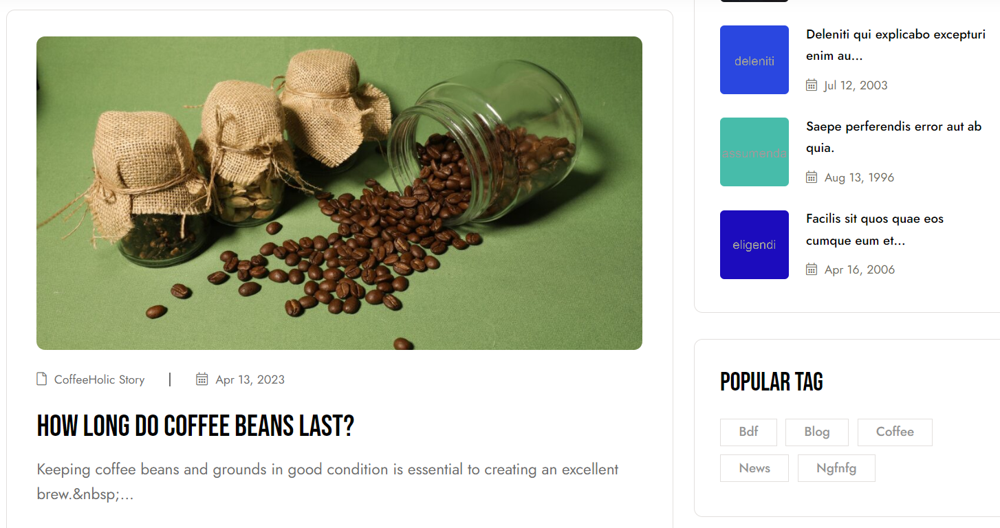 CoffeeHolic Story | Apr 13, 2023
HOW LONG DO COFFEE BEANS LAST?
Keeping coffee beans and grounds in good condition is essential to creating an excellent
brew.&nbsp;...
deleniti
Deleniti qui explicabo excepturi
enim au...
Jul 12, 2003
assumenda
Saepe perferendis error aut ab
quia.
Aug 13, 1996
eligendi
Facilis sit quos quae eos
cumque eum et...
Apr 16, 2006
POPULAR TAG
Bdf Blog Coffee
News Ngfnfg